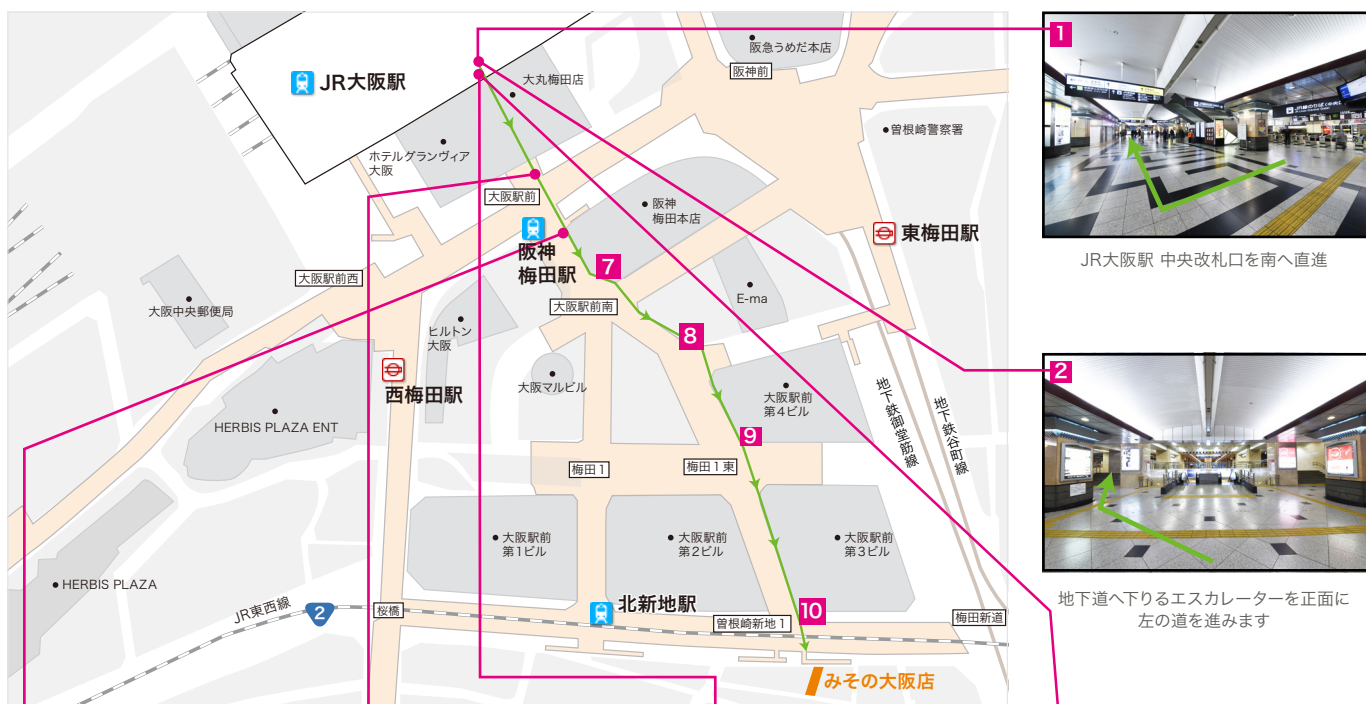 阪急うめだ本店
阪神前
大丸梅田店
JR大阪駅
曽根崎警察署
ホテルグランヴィア
大阪
大阪駅前
阪神
梅田本店
東梅田駅
阪神
梅田駅
7
大阪駅前西
大阪駅前南
E-ma
大阪中央郵便局
ヒルトン
大阪
8
西梅田駅
大阪マルビル
大阪駅前
第4ビル
地下鉄御堂筋線
地下鉄谷町線
HERBIS PLAZA ENT
9
梅田1
梅田1東
大阪駅前
第1ビル
大阪駅前
第2ビル
大阪駅前
第3ビル
HERBIS PLAZA
JR東西線
2
桜橋
北新地駅
10
曽根崎新地1
梅田新道
みその大阪店
1
JR大阪駅 中央改札口を南へ直進
2
地下道へ下りるエスカレーターを正面に
左の道を進みます